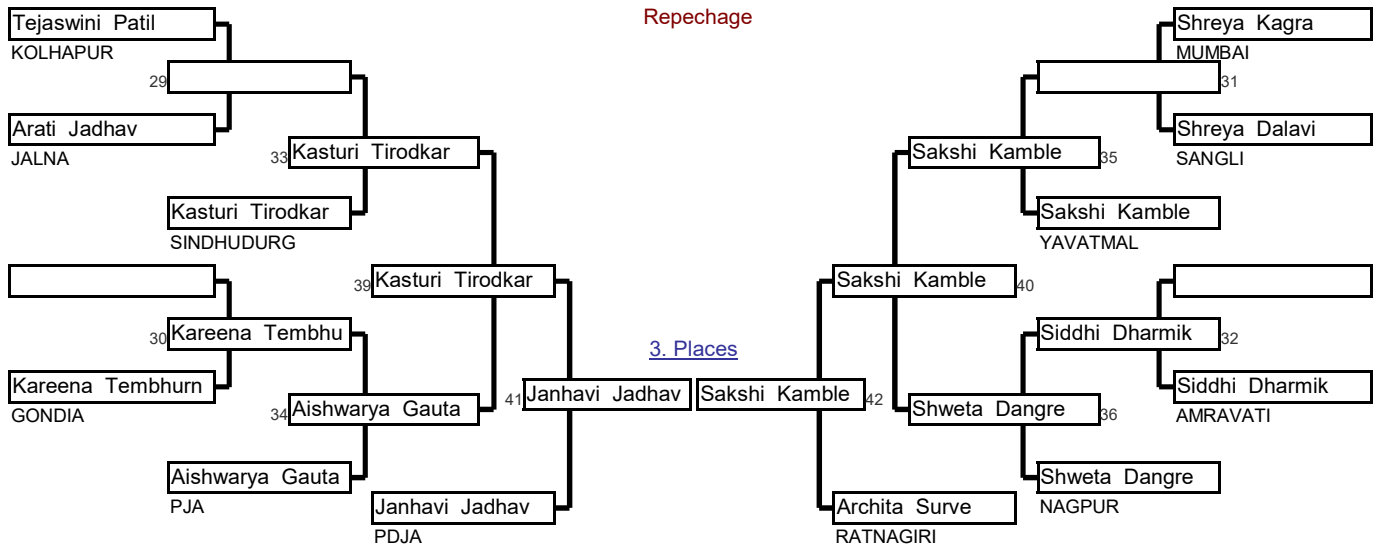 Repechage
Tejaswini Patil
KOLHAPUR
29
Arati Jadhav
JALNA
33 Kasturi Tirodkar
Kasturi Tirodkar
SINDHUDURG
39 Kasturi Tirodkar
30 Kareena Tembhu
Kareena Tembhurn
GONDIA
34 Aishwarya Gauta
Aishwarya Gauta
PJA
41 Janhavi Jadhav
Janhavi Jadhav
PDJA
3. Places
Shreya Kagra
MUMBAI
31
Shreya Dalavi
SANGLI
Sakshi Kamble 35
Sakshi Kamble
YAVATMAL
Sakshi Kamble 40
Siddhi Dharmik 32
Siddhi Dharmik
AMRAVATI
Sakshi Kamble 42
Shweta Dangre 36
Shweta Dangre
NAGPUR
Archita Surve
RATNAGIRI